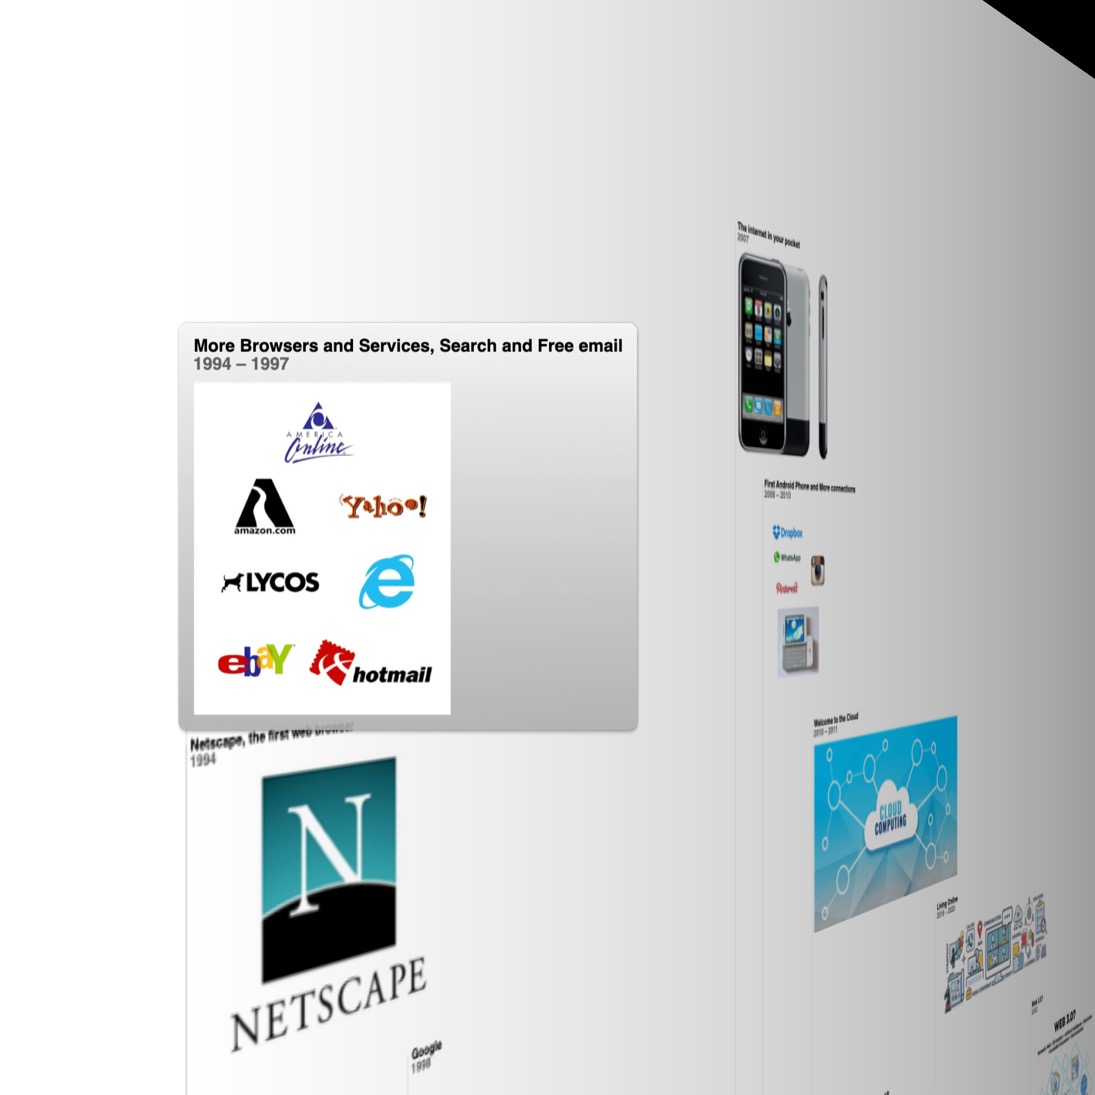 More Browsers and Services, Search and Free email
1994 – 1997
AMERICA
Online
amazon.com
Yahoo!
LYCOS
e
ebaY
hotmail
Netscape, the first web browser
1994
N
NETSCAPE
Google
1998
The internet in your pocket
2007
First Android Phone and More connections
2008 – 2010
Dropbox
WhatsApp
Pinterest
Welcome to the Cloud
2010 – 2011
CLOUD
COMPUTING
Living Online
Web 3.0?
WEB 3.0?